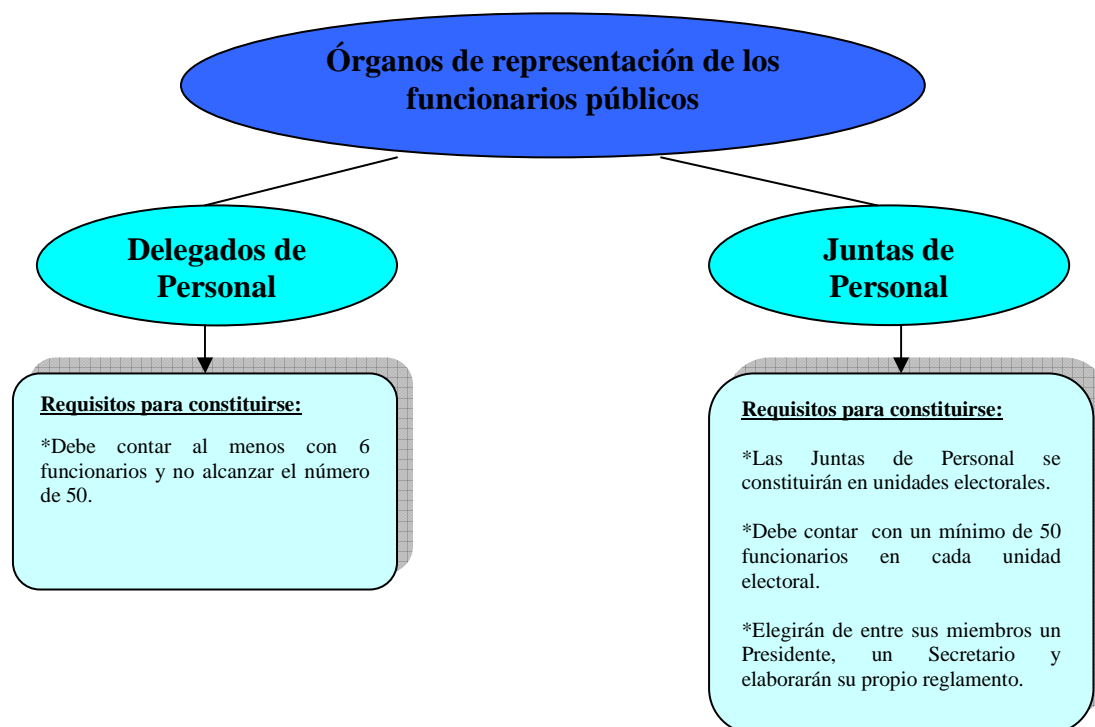 Órganos de representación de los
funcionarios públicos
Delegados de
Personal
Requisitos para constituirse:
*Debe contar al menos con 6
funcionarios y no alcanzar el número
de 50.
Juntas de
Personal
Requisitos para constituirse:
*Las Juntas de Personal se
constituirán en unidades electorales.
*Debe contar con un mínimo de 50
funcionarios en cada unidad
electoral.
*Elegirán de entre sus miembros un
Presidente, un Secretario y
elaborarán su propio reglamento.